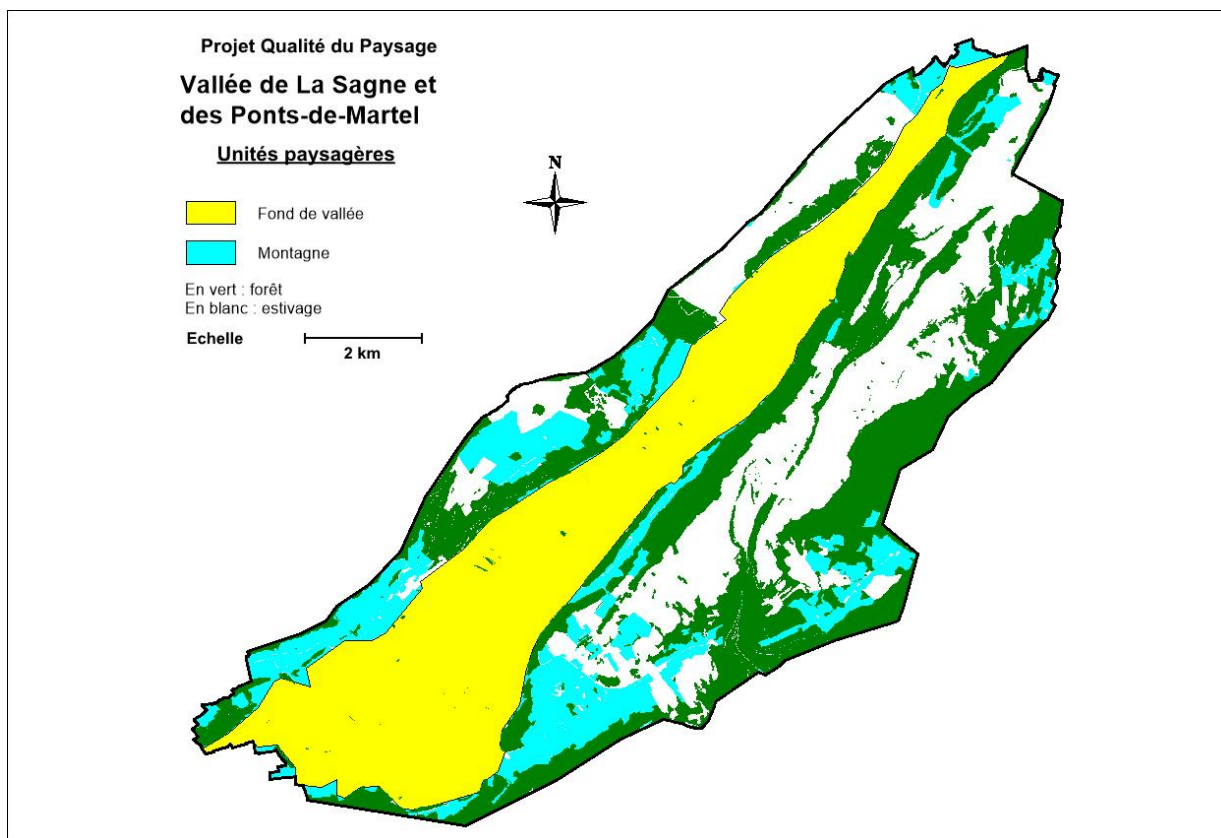 Projet Qualité du Paysage
Vallée de La Sagne et
des Ponts-de-Martel
Unités paysagères
N
Fond de vallée
Montagne
En vert : forêt
En blanc : estivage
Echelle
2 km